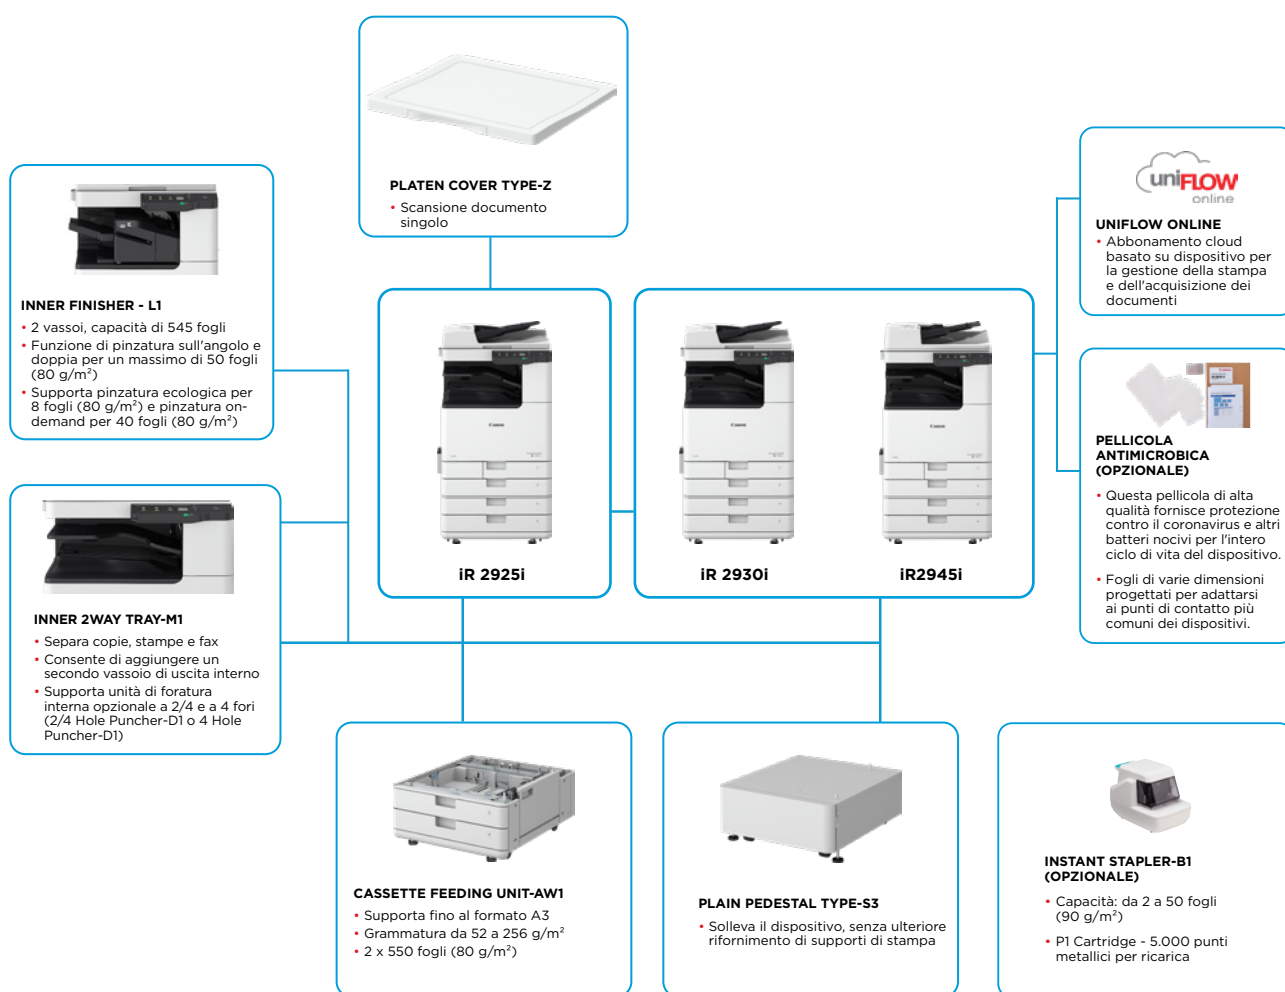 PLATEN COVER TYPE-Z
• Scansione documento
singolo
uniFLOW
online
UNIFLOW ONLINE
• Abbonamento cloud
basato su dispositivo per
la gestione della stampa
e dell'acquisizione dei
documenti
INNER FINISHER - L1
• 2 vassoi, capacità di 545 fogli
• Funzione di pinzatura sull'angolo e
doppia per un massimo di 50 fogli
(80 g/m²)
• Supporta pinzatura ecologica per
8 fogli (80 g/m²) e pinzatura on-
demand per 40 fogli (80 g/m²)
Canon
Canon
Canon
iR 2925i
iR 2930i
iR2945i
PELLICOLA
ANTIMICROBICA
(OPZIONALE)
• Questa pellicola di alta
qualità fornisce protezione
contro il coronavirus e altri
batteri nocivi per l'intero
ciclo di vita del dispositivo.
• Fogli di varie dimensioni
progettati per adattarsi
ai punti di contatto più
comuni dei dispositivi.
INNER 2WAY TRAY-M1
• Separa copie, stampe e fax
• Consente di aggiungere un
secondo vassoio di uscita interno
• Supporta unità di foratura
interna opzionale a 2/4 e a 4 fori
(2/4 Hole Puncher-D1 o 4 Hole
Puncher-D1)
CASSETTE FEEDING UNIT-AW1
• Supporta fino al formato A3
• Grammatura da 52 a 256 g/m²
• 2 x 550 fogli (80 g/m²)
PLAIN PEDESTAL TYPE-S3
• Solleva il dispositivo, senza ulteriore
rifornimento di supporti di stampa
INSTANT STAPLER-B1
(OPZIONALE)
• Capacità: da 2 a 50 fogli
(90 g/m²)
• P1 Cartridge - 5.000 punti
metallici per ricarica